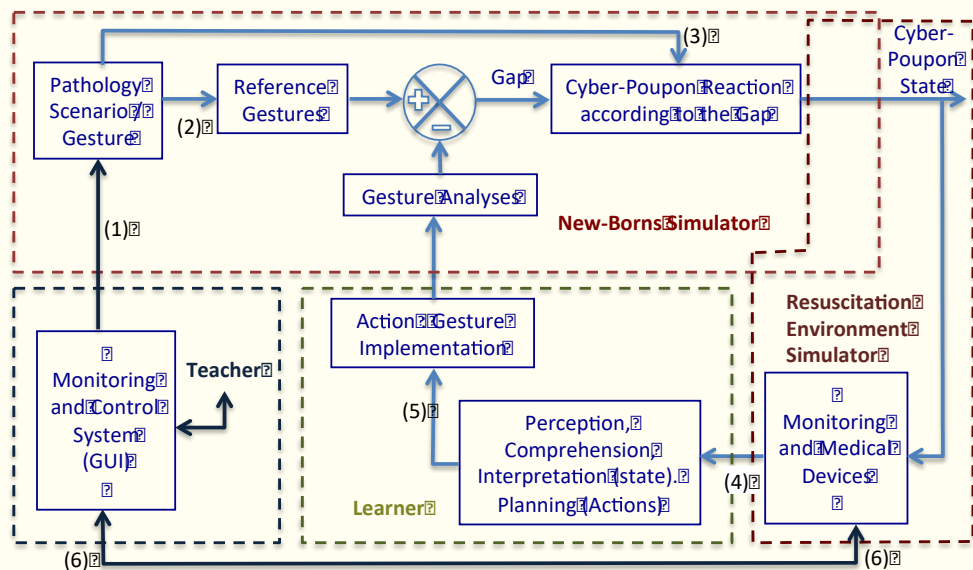 (3)
Cyber-
Poupon
State
Pathology
Scenario /
Gesture
(2)
Reference
Gestures
Gap
Cyber-Poupon Reaction
according to the Gap
Gesture Analyses
(1)
New-Borns Simulator
Monitoring
and Control
System
(GUI)
Teacher
Action: Gesture
Implementation
(5)
Perception,
Comprehension,
Interpretation (state).
Planning (Actions)
Learner
Resuscitation
Environment
Simulator
Monitoring
and Medical
Devices
(4)
(6)
(6)